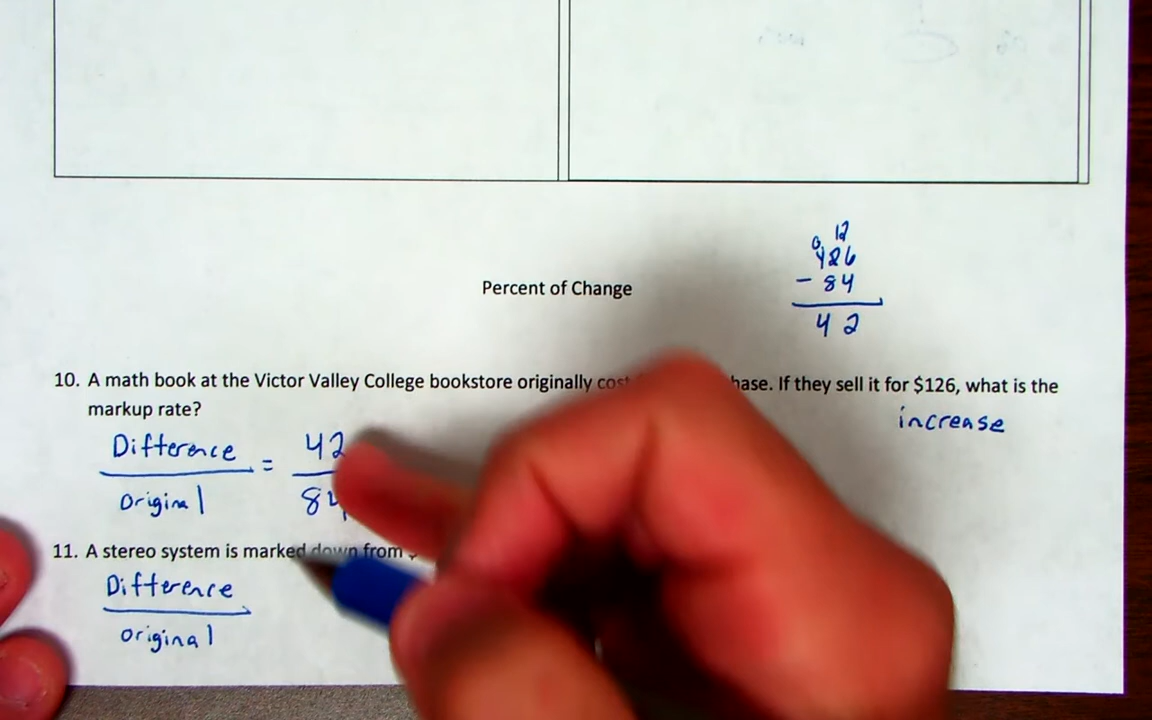 0 12
126
- 84
42
Percent of Change
10. A math book at the Victor Valley College bookstore originally cost hase. If they sell it for $126, what is the
markup rate?
increase
Difference = 42
Original 84
11. A stereo system is marked down from
Difference
original